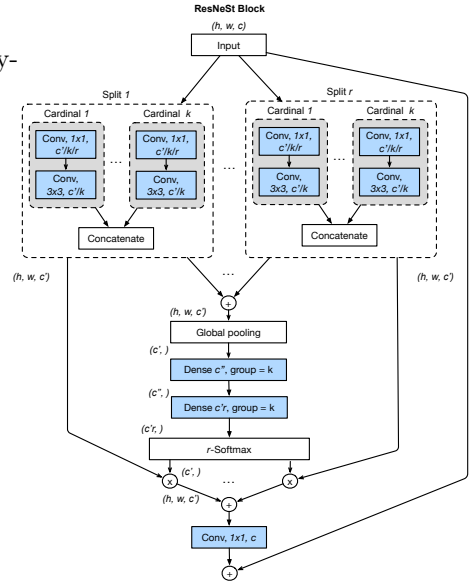 ResNeSt Block
(h, w, c)
Input
y-
Split 1
Split r
Cardinal 1
Cardinal k
Cardinal 1
Cardinal k
Conv, 1x1,
c'/k/r
Conv, 1x1,
c'/k/r
Conv, 1x1,
c'/k/r
Conv, 1x1,
c'/k/r
...
...
Conv,
3x3, c'/k
Conv,
3x3, c'/k
Conv,
3x3, c'/k
Conv,
3x3, c'/k
Concatenate
Concatenate
(h, w, c')
...
(h, w, c')
+
(h, w, c')
Global pooling
(c', )
Dense c'', group = k
(c'', )
Dense c'r, group = k
(c'r, )
r-Softmax
(c', )
x
...
x
(h, w, c')
+
Conv, 1x1, c
+